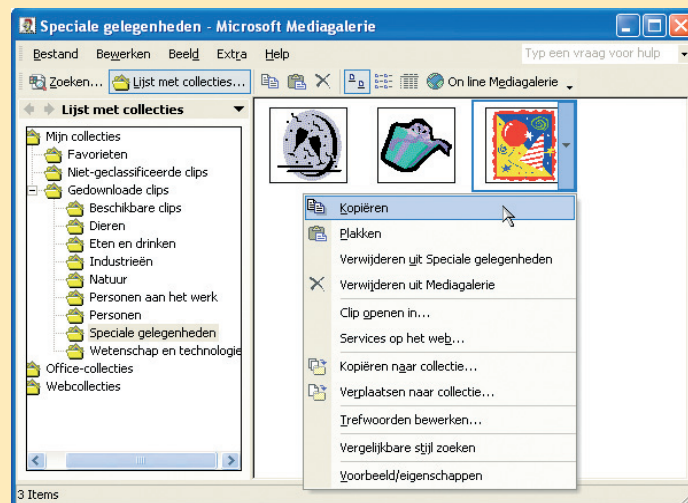 Speciale gelegenheden - Microsoft Mediagalerie
Bestand Bewerken Beeld Extra Help Typ een vraag voor hulp
Zoeken... Lijst met collecties... On line Mediagalerie
Lijst met collecties
Mijn collecties
Favorieten
Niet-geclassificeerde clips
Gedownloade clips
Beschikbare clips
Dieren
Eten en drinken
Industrieën
Natuur
Personen aan het werk
Personen
Speciale gelegenheden
Wetenschap en technologie
Office-collecties
Webcollecties
Kopiëren
Plakken
Verwijderen uit Speciale gelegenheden
Verwijderen uit Mediagalerie
Clip openen in...
Services op het web...
Kopiëren naar collectie...
Verplaatsen naar collectie...
Trefwoorden bewerken...
Vergelijkbare stijl zoeken
Voorbeeld/eigenschappen
3 Items